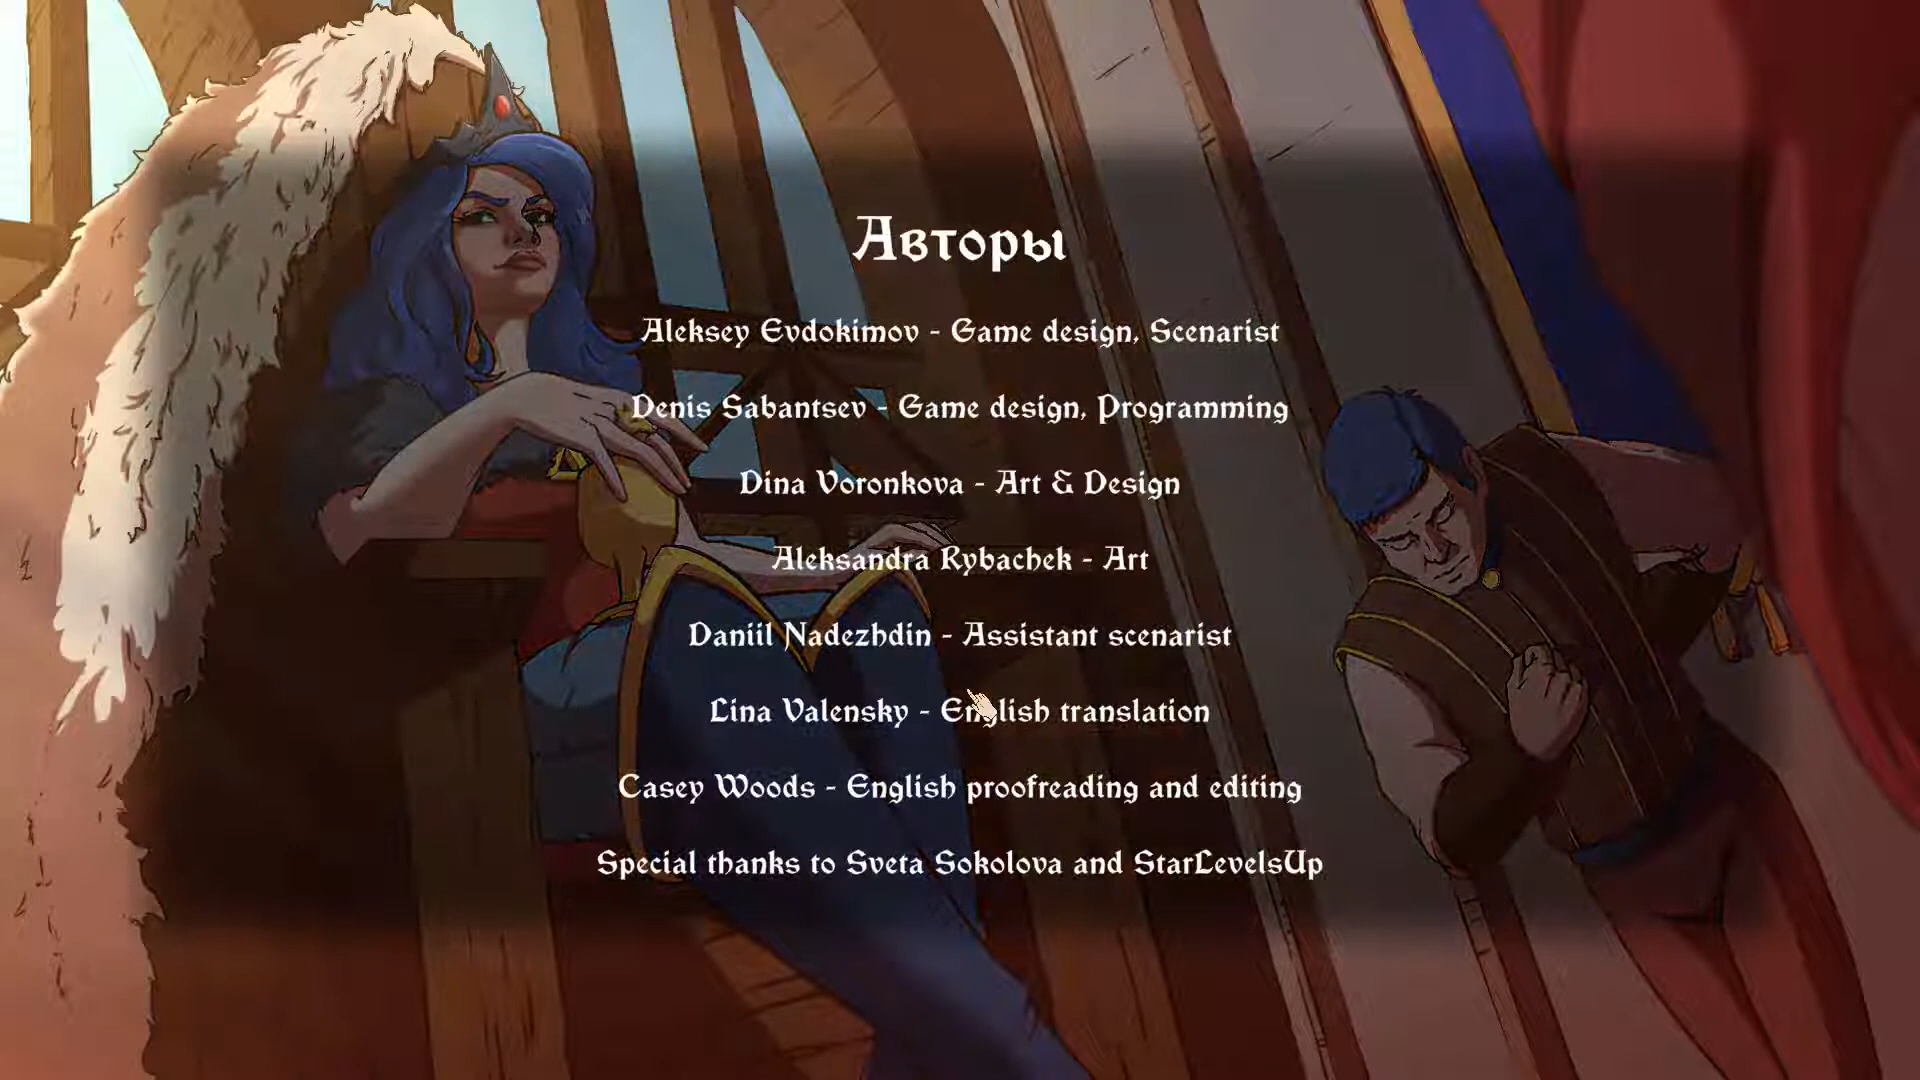 Авторы
Aleksey Evdokimov - Game design, Scenarist
Denis Sabantsev - Game design, Programming
Dina Voronkova - Art & Design
Aleksandra Rybachek - Art
Daniil Nadezhdin - Assistant scenarist
Lina Valensky - English translation
Casey Woods - English proofreading and editing
Special thanks to Sveta Sokolova and StarLevelsUp